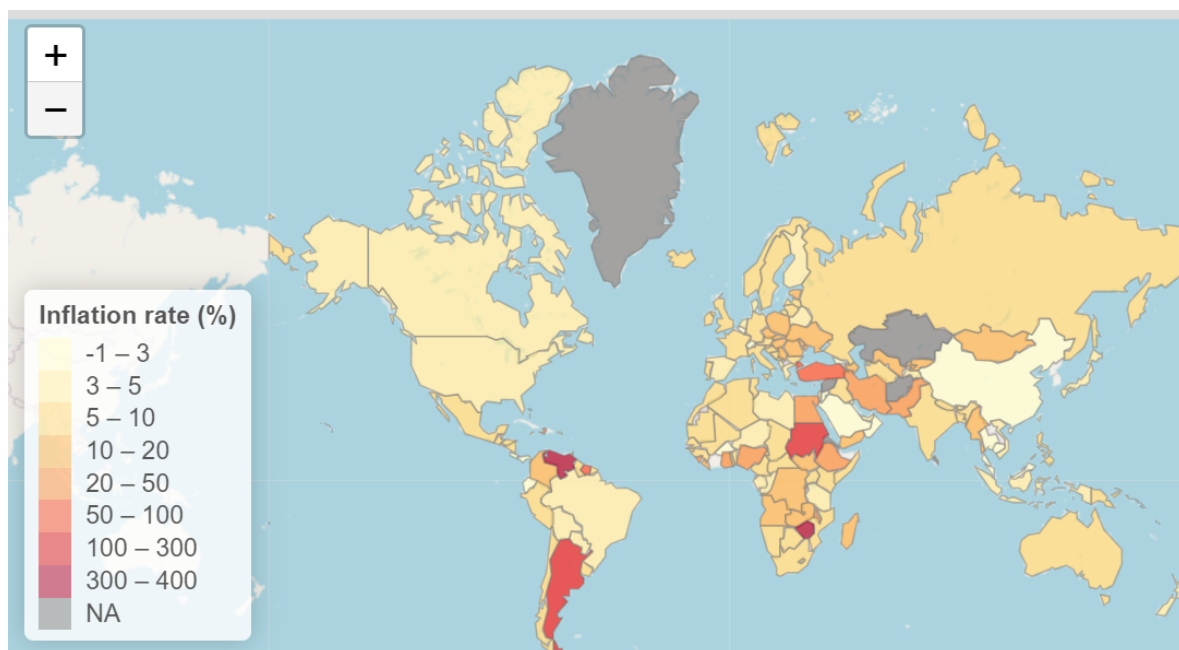 +
−
Inflation rate (%)
-1 – 3
3 – 5
5 – 10
10 – 20
20 – 50
50 – 100
100 – 300
300 – 400
NA